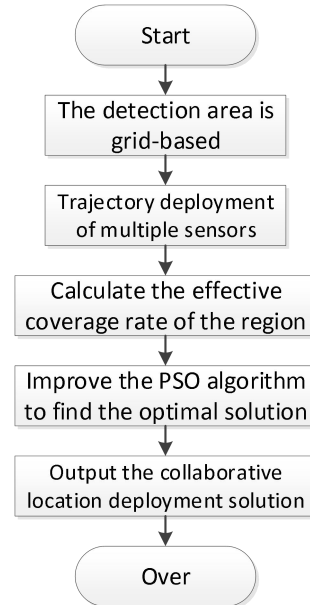 Start
The detection area is
grid-based
Trajectory deployment
of multiple sensors
Calculate the effective
coverage rate of the region
Improve the PSO algorithm
to find the optimal solution
Output the collaborative
location deployment solution
Over